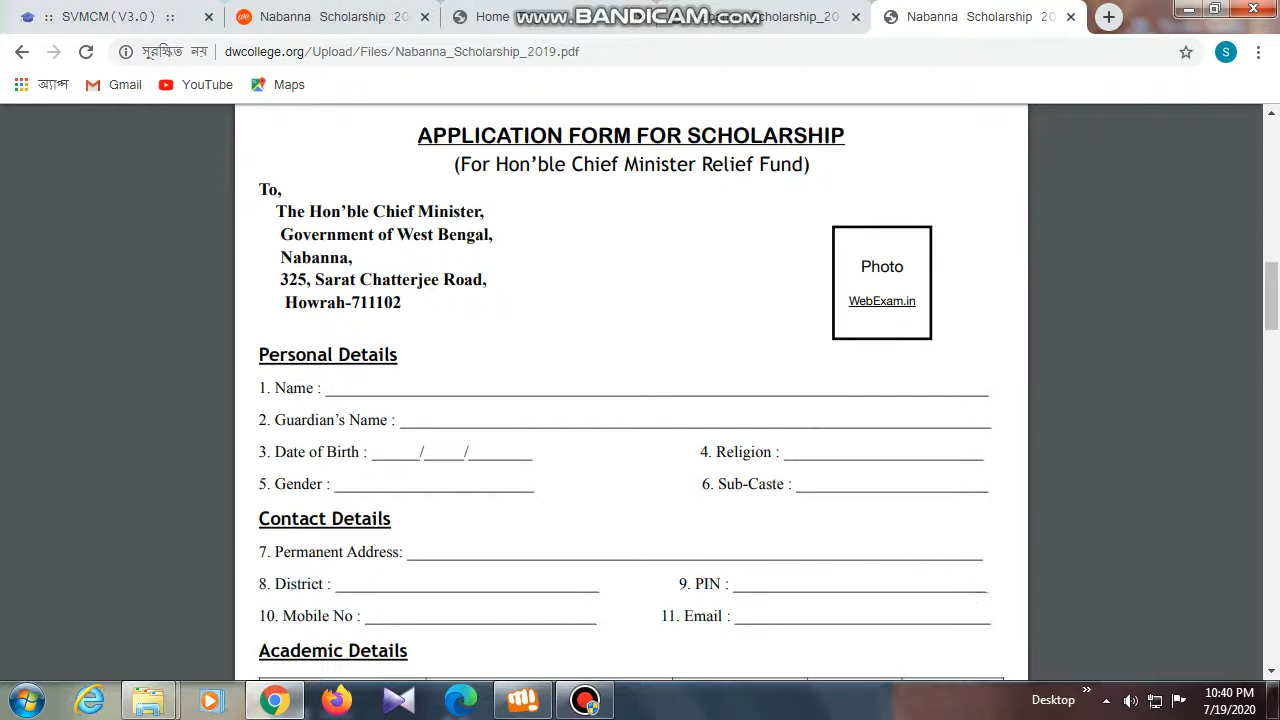 :: SVMCM ( V 3. 0 ) ::
Nabanna Scholarship 20
Home
Scholarship_2
Nabanna Scholarship 20
www.BANDICAM.com
সুরক্ষিত নয়
dwcollege.org/Upload/Files/Nabanna_Scholarship_2019.pdf
S
অ্যাপ্স
Gmail
YouTube
Maps
APPLICATION FORM FOR SCHOLARSHIP
(For Hon'ble Chief Minister Relief Fund)
To,
The Hon'ble Chief Minister,
Government of West Bengal,
Nabanna,
325, Sarat Chatterjee Road,
Howrah-711102
Photo
WebExam.in
Personal Details
1. Name :
2. Guardian's Name :
3. Date of Birth : ______/_____/________ 4. Religion :
5. Gender : 6. Sub-Caste :
Contact Details
7. Permanent Address:
8. District : 9. PIN :
10. Mobile No : 11. Email :
Academic Details
Desktop
10:40 PM
7/19/2020